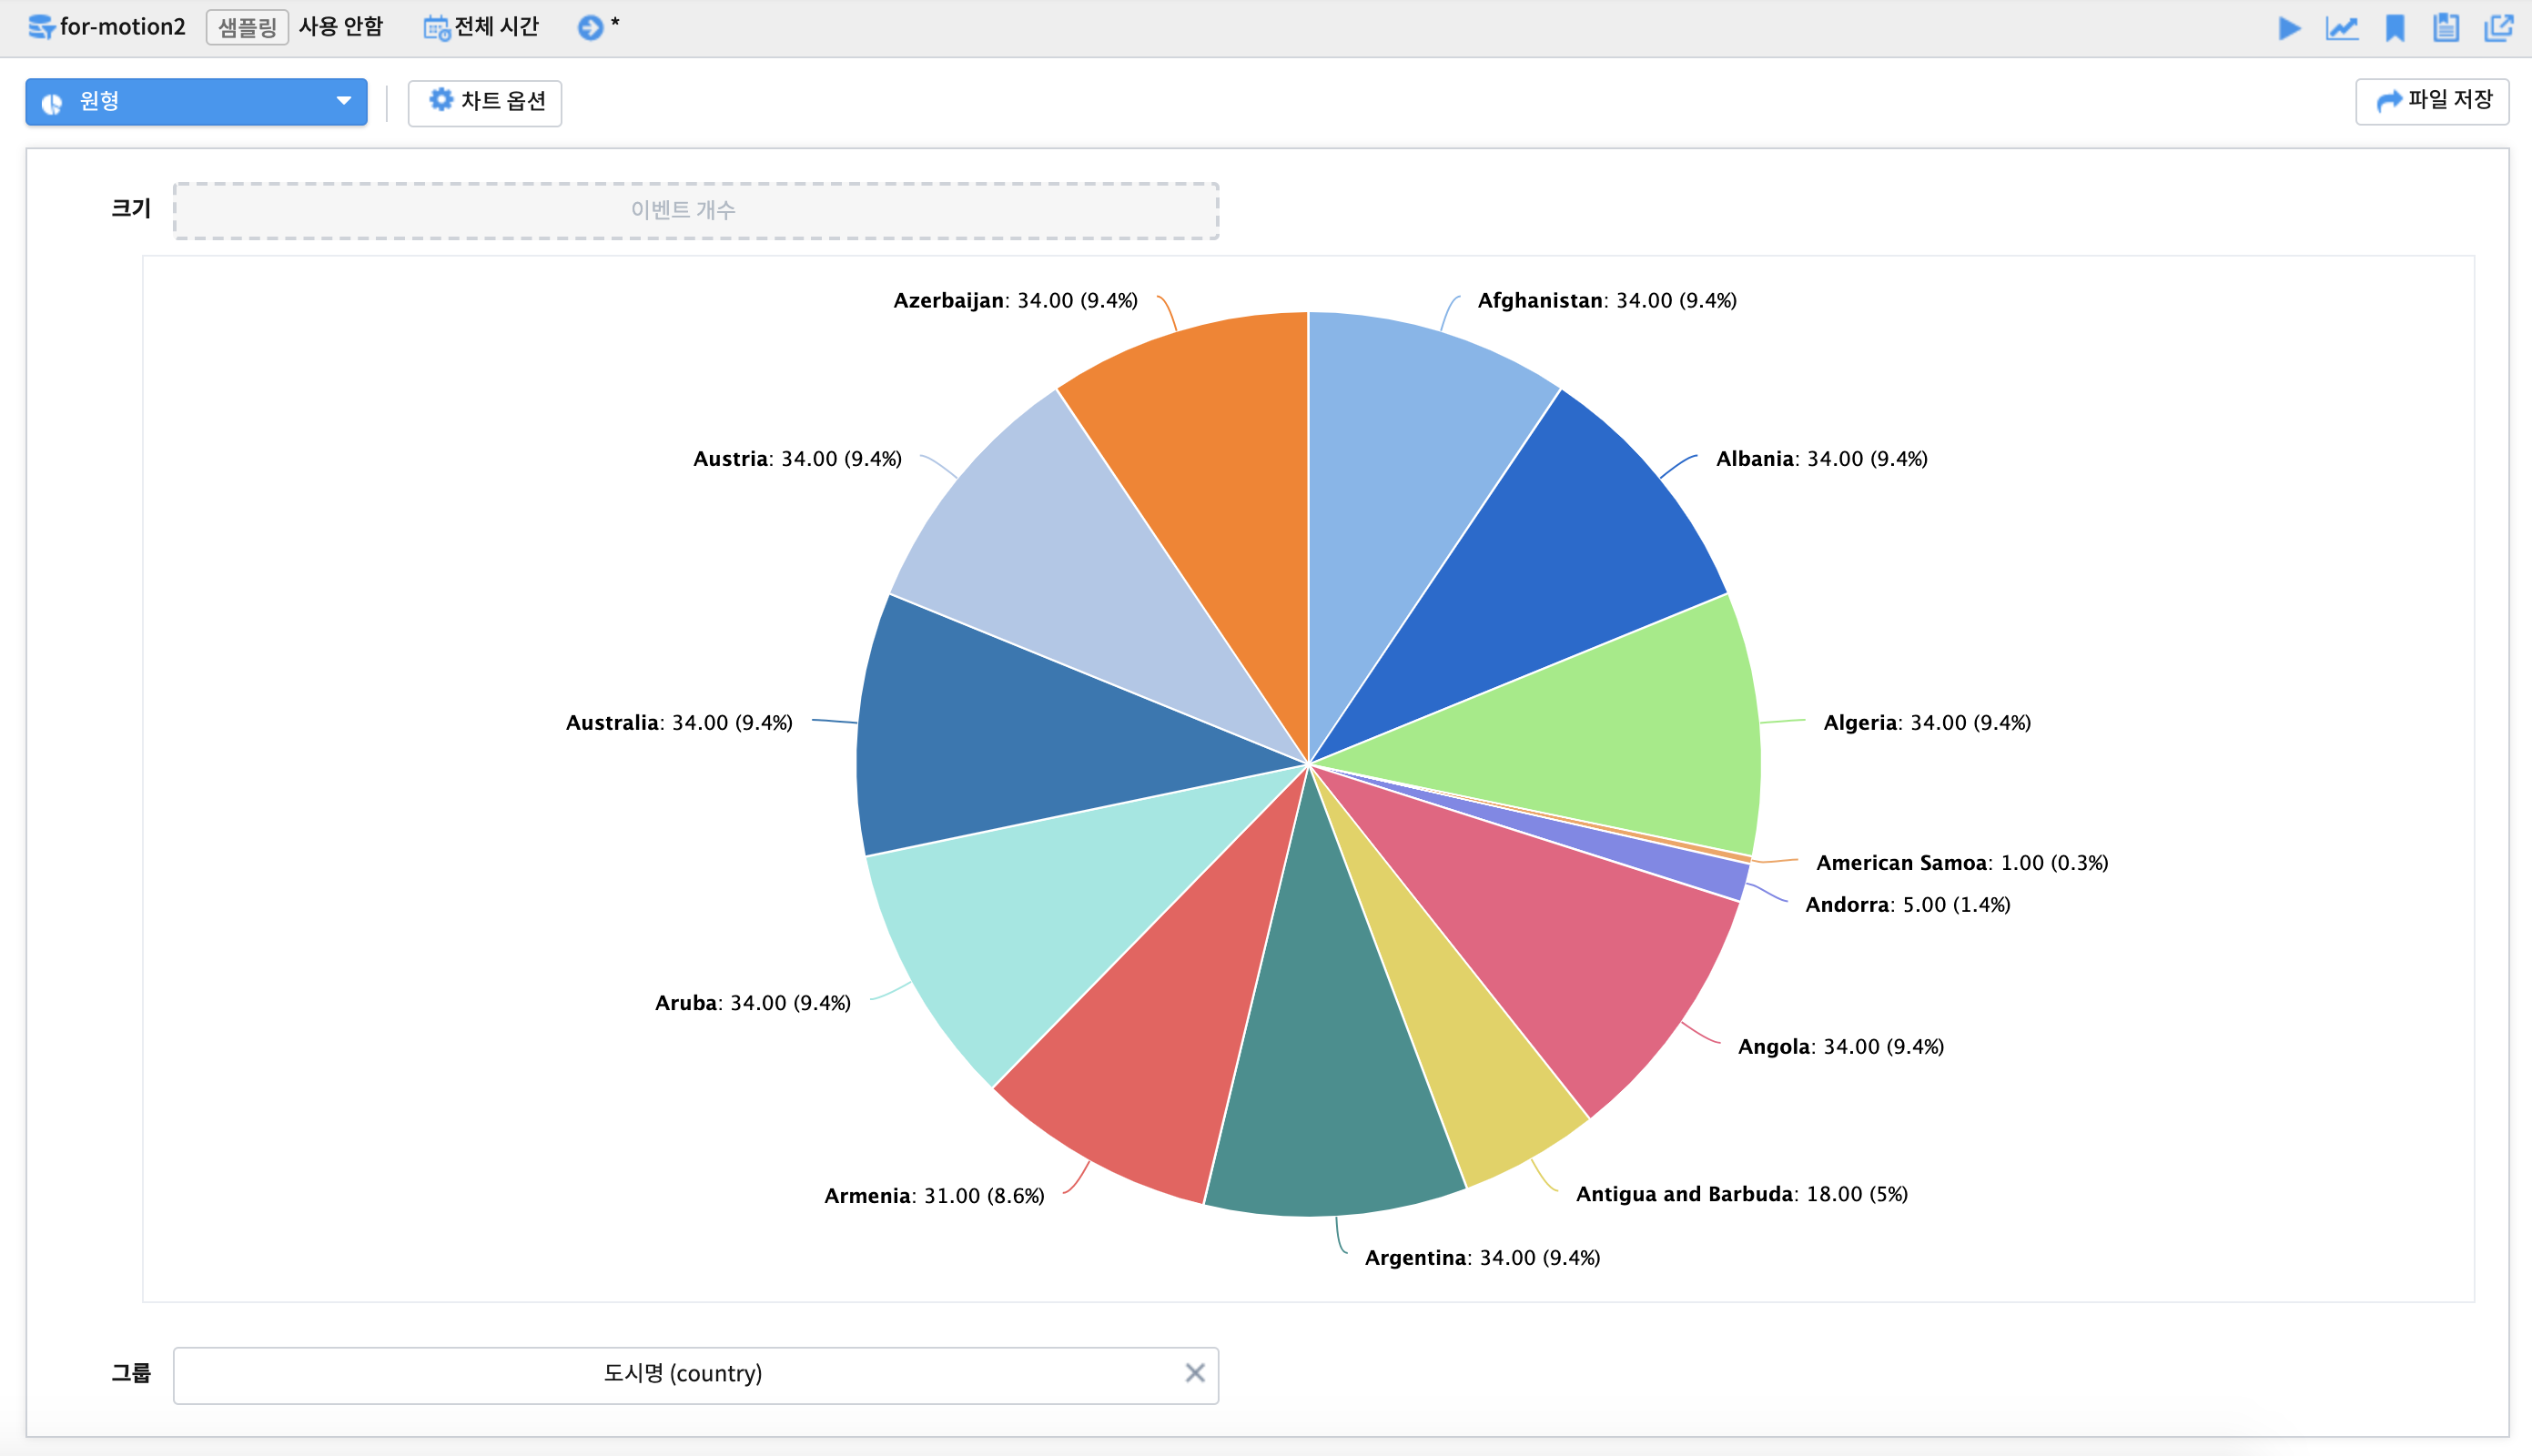 for-motion2 샘플링 사용 안함 전체 시간 *
원형 차트 옵션 파일 저장
크기 이벤트 개수
Azerbaijan: 34.00 (9.4%) Afghanistan: 34.00 (9.4%)
Austria: 34.00 (9.4%) Albania: 34.00 (9.4%)
Australia: 34.00 (9.4%) Algeria: 34.00 (9.4%)
American Samoa: 1.00 (0.3%)
Andorra: 5.00 (1.4%)
Aruba: 34.00 (9.4%)
Angola: 34.00 (9.4%)
Armenia: 31.00 (8.6%) Antigua and Barbuda: 18.00 (5%)
Argentina: 34.00 (9.4%)
그룹 도시명 (country)